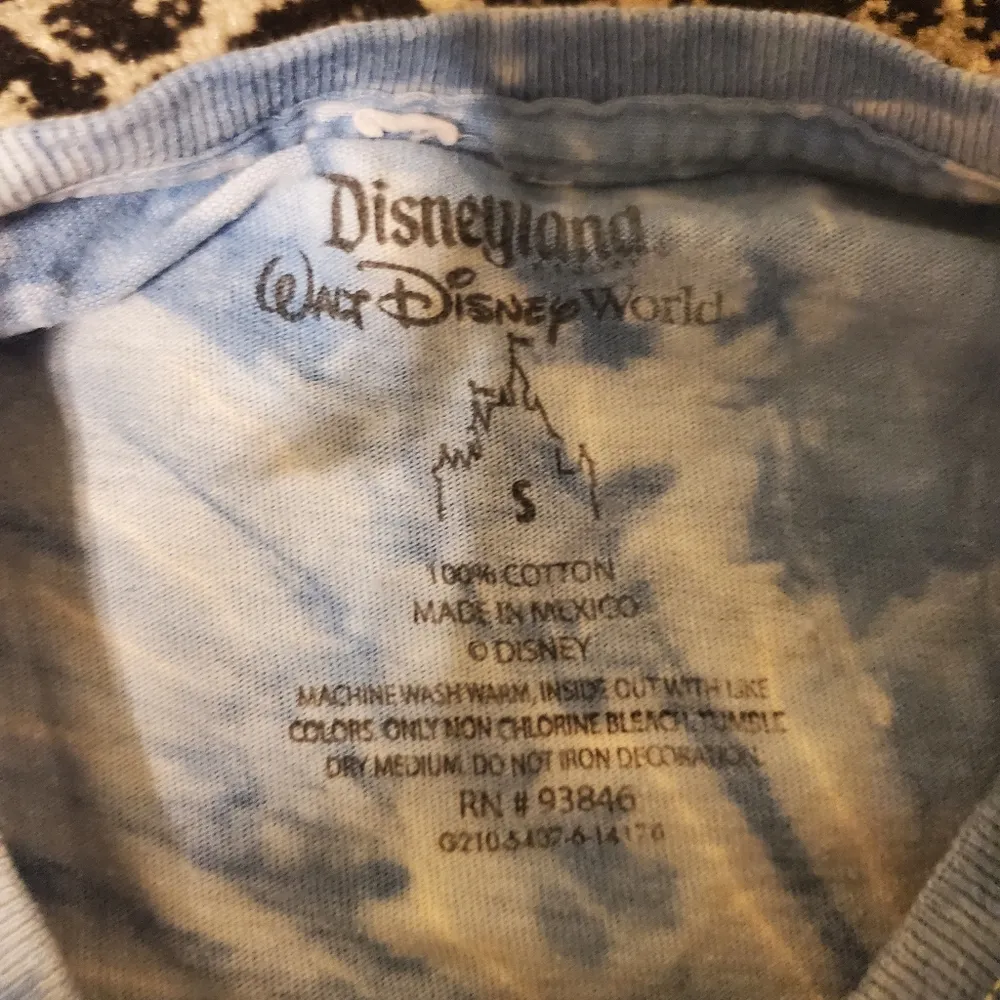 Disneyland
Walt Disney World
S
100% COTTON
MADE IN MEXICO
© DISNEY
MACHINE WASH WARM, INSIDE OUT WITH LIKE
COLORS. ONLY NON CHLORINE BLEACH. TUMBLE
DRY MEDIUM. DO NOT IRON DECORATION.
RN # 93846